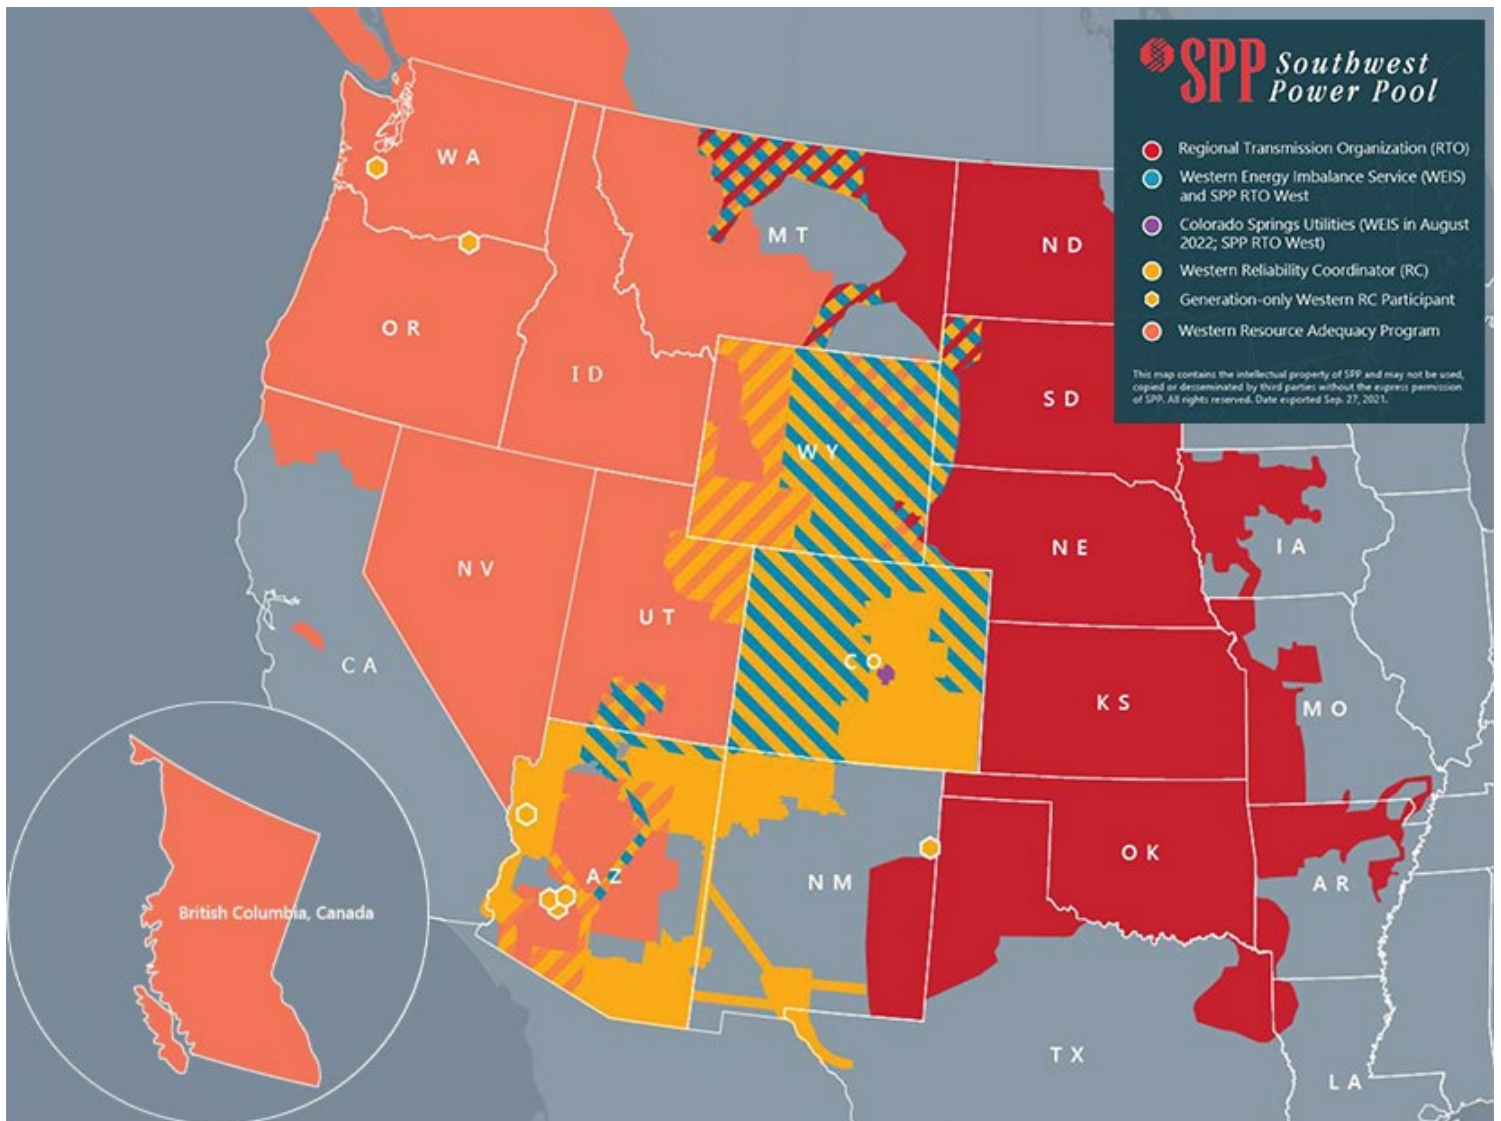 SPP Southwest
Power Pool
Regional Transmission Organization (RTO)
Western Energy Imbalance Service (WEIS)
and SPP RTO West
Colorado Springs Utilities (WEIS in August
2022; SPP RTO West)
Western Reliability Coordinator (RC)
Generation-only Western RC Participant
Western Resource Adequacy Program
This map contains the intellectual property of SPP and may not be used,
copied or desseminated by third parties without the express permission
of SPP. All rights reserved. Date exported Sep. 27, 2021.
WA
MT
ND
OR
ID
SD
WY
NV
NE
IA
UT
CA
CO
KS
MO
AZ
NM
OK
AR
British Columbia, Canada
TX
LA